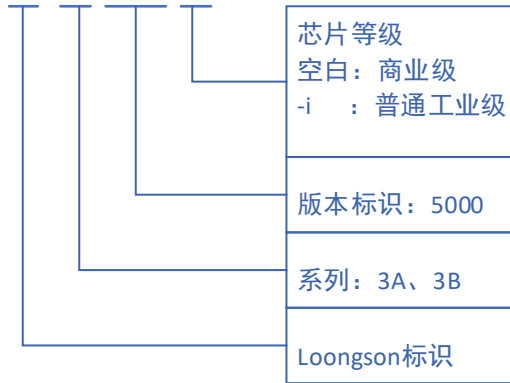 芯片等级
空白：商业级
-i ：普通工业级
版本标识：5000
系列：3A、3B
Loongson标识